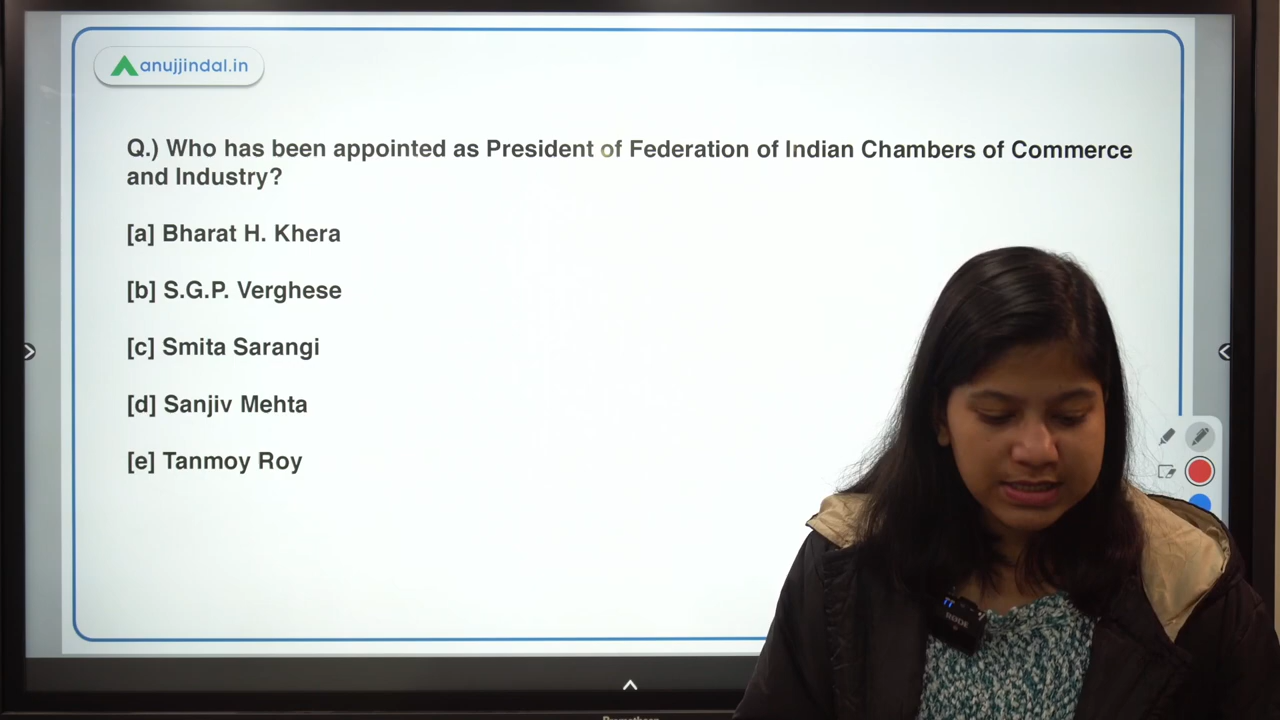 anujjindal.in
Q.) Who has been appointed as President of Federation of Indian Chambers of Commerce
and Industry?
[a] Bharat H. Khera
[b] S.G.P. Verghese
[c] Smita Sarangi
[d] Sanjiv Mehta
[e] Tanmoy Roy
RODE